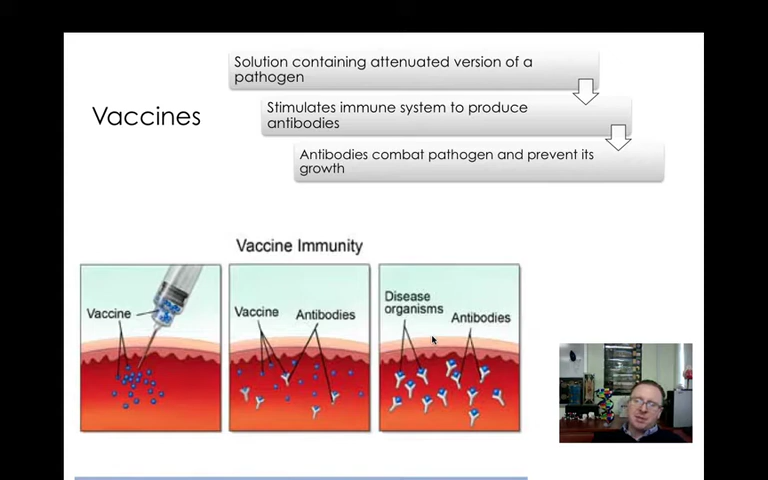 Solution containing attenuated version of a
pathogen
Vaccines
Stimulates immune system to produce
antibodies
Antibodies combat pathogen and prevent its
growth
Vaccine Immunity
Vaccine
Vaccine
Antibodies
Disease
organisms
Antibodies